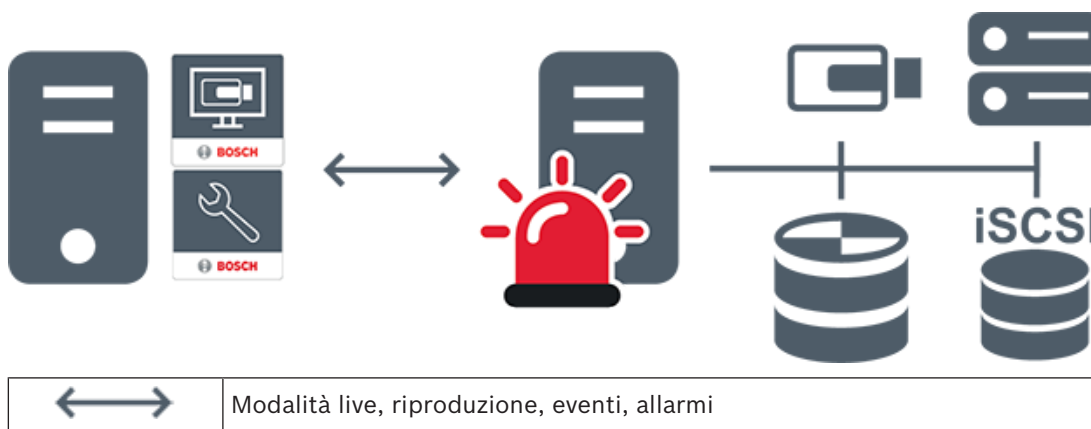 BOSCH
BOSCH
iSCSI
Modalità live, riproduzione, eventi, allarmi